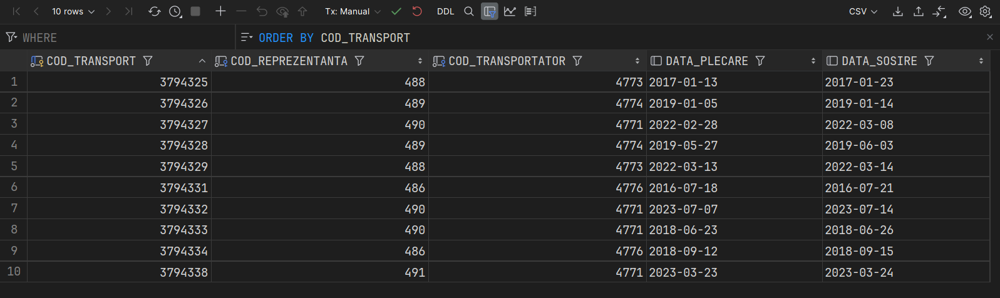 10 rows Tx: Manual DDL CSV
WHERE ORDER BY COD_TRANSPORT
COD_TRANSPORT COD_REPREZENTANTA COD_TRANSPORTATOR DATA_PLECARE DATA_SOSIRE
1 3794325 488 4773 2017-01-13 2017-01-23
2 3794326 489 4774 2019-01-05 2019-01-14
3 3794327 490 4771 2022-02-28 2022-03-08
4 3794328 489 4774 2019-05-27 2019-06-03
5 3794329 488 4773 2022-03-13 2022-03-14
6 3794331 486 4776 2016-07-18 2016-07-21
7 3794332 490 4771 2023-07-07 2023-07-14
8 3794333 490 4771 2018-06-23 2018-06-26
9 3794334 486 4776 2018-09-12 2018-09-15
10 3794338 491 4771 2023-03-23 2023-03-24